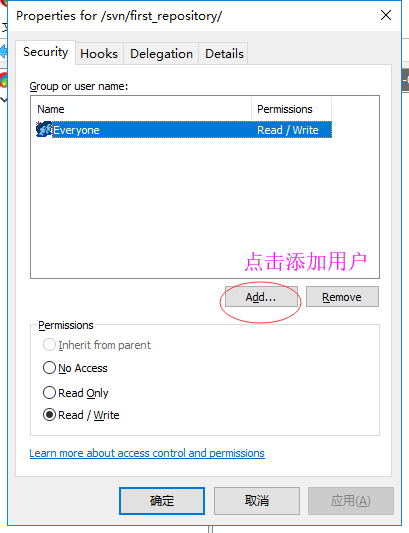 Properties for /svn/first_repository/
Security Hooks Delegation Details
Group or user name:
Name Permissions
Everyone Read / Write
点击添加用户
Add... Remove
Permissions
Inherit from parent
No Access
Read Only
Read / Write
Learn more about access control and permissions
确定 取消 应用(A)